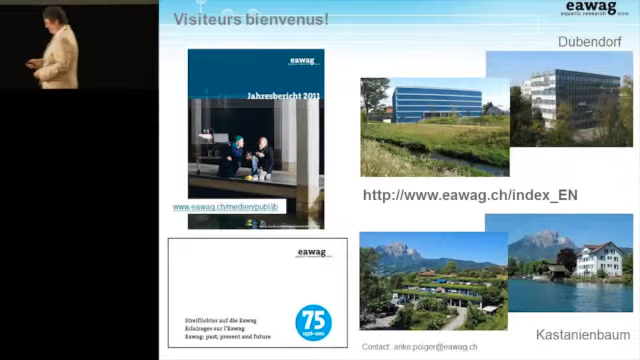 Visiteurs bienvenus!
eawag
aquatic research
Dubendorf
eawag
Jahresbericht 2011
www.eawag.ch/medien/publ/jb
http://www.eawag.ch/index_EN
eawag
Streiflichter auf die Eawag
Eclairages sur l'Eawag
Eawag: past, present and future
75
1936–2011
Kastanienbaum
Contact: anke.poiger@eawag.ch